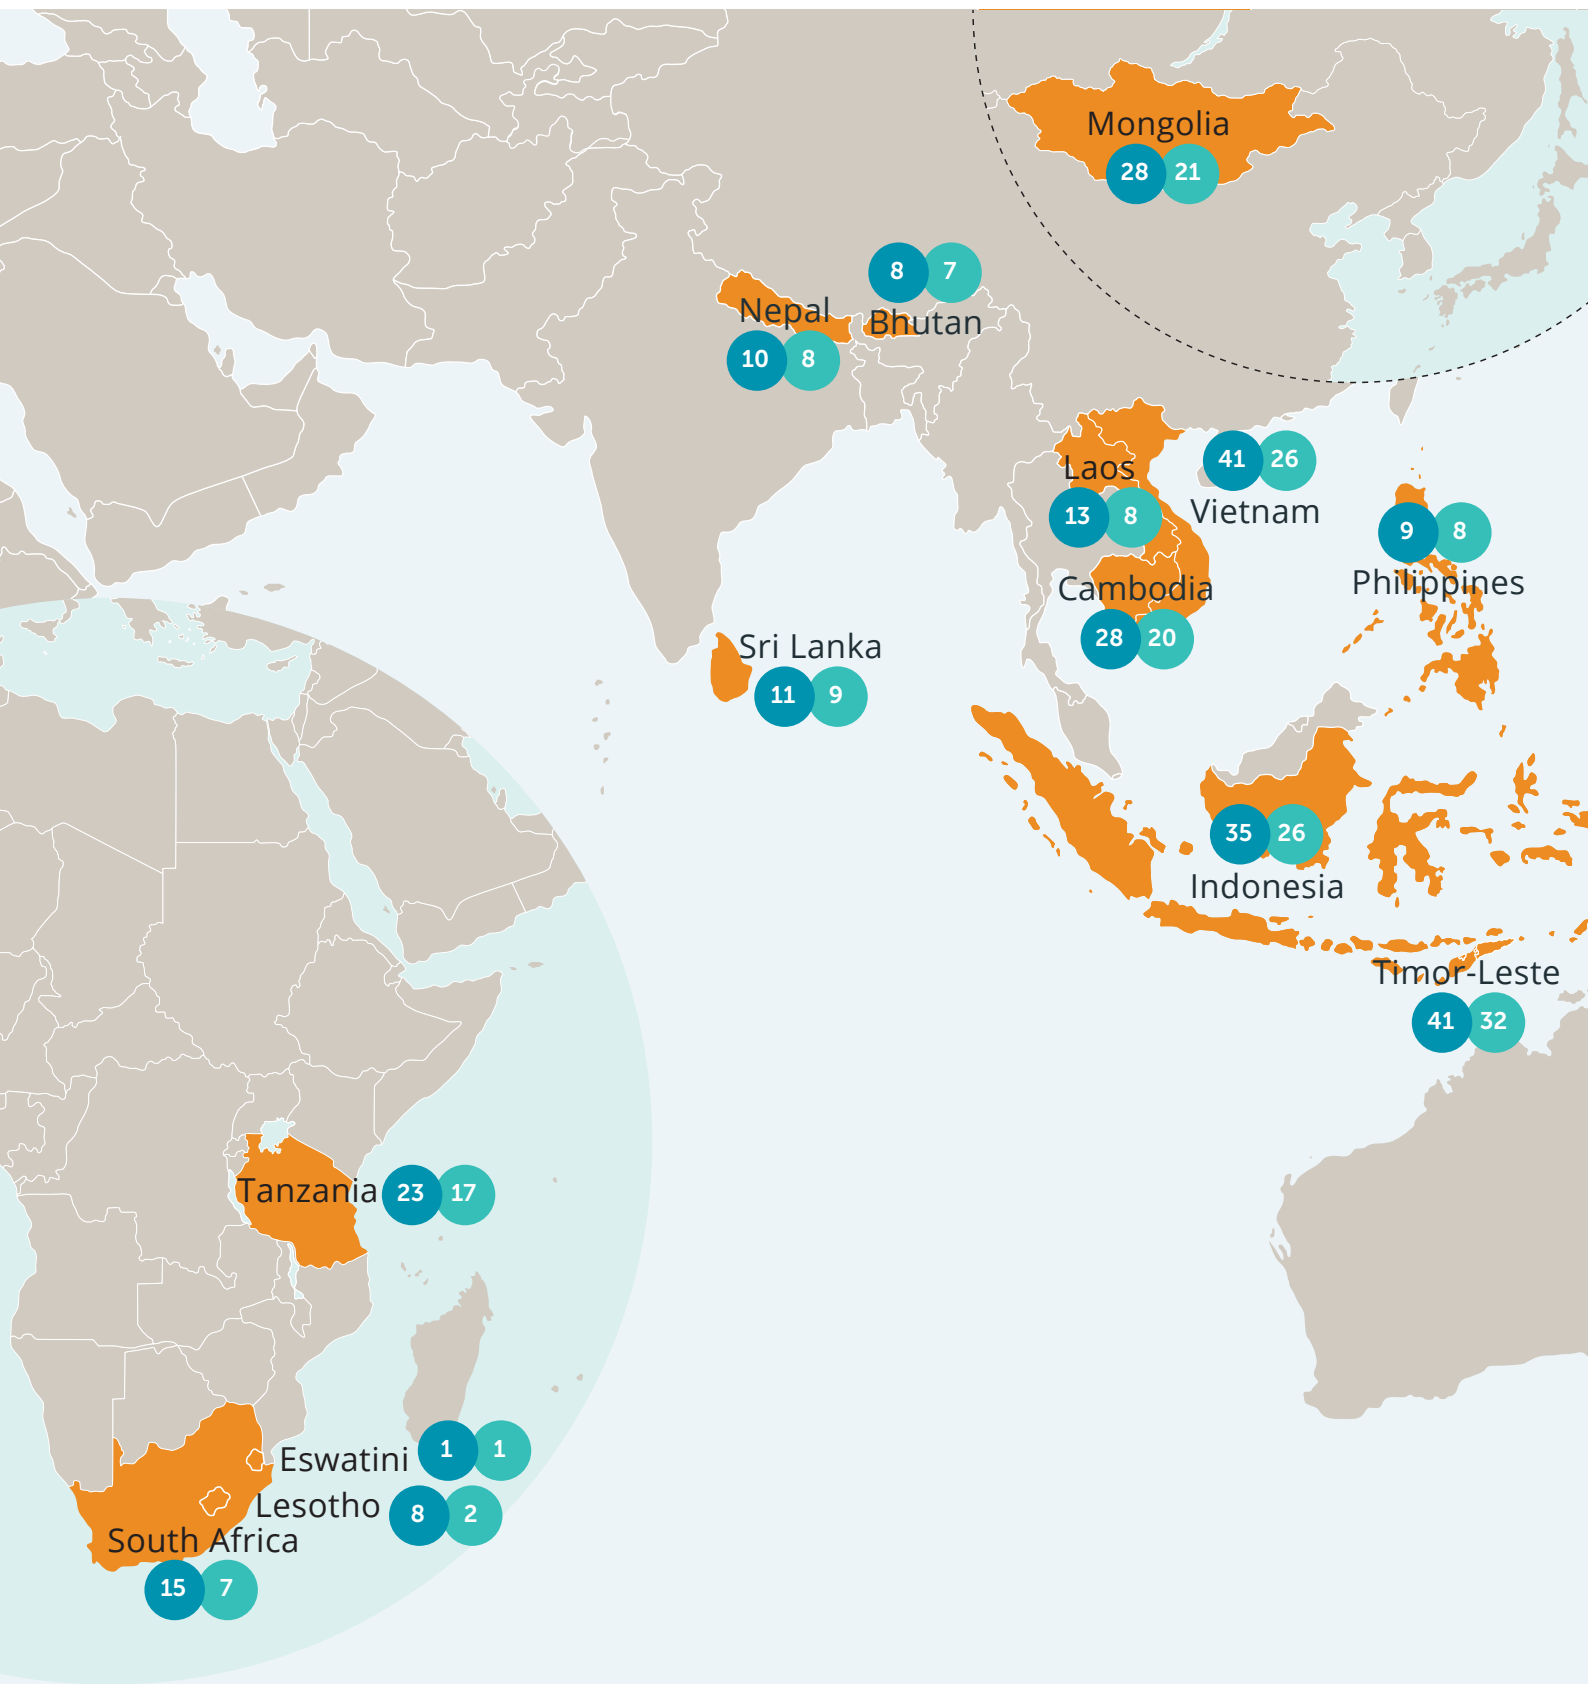 Mongolia
28 21
8 7
Bhutan
Nepal
10 8
Laos
13 8
41 26
Vietnam
9 8
Philippines
Cambodia
28 20
Sri Lanka
11 9
35 26
Indonesia
Timor-Leste
41 32
Tanzania 23 17
Eswatini 1 1
Lesotho 8 2
South Africa
15 7